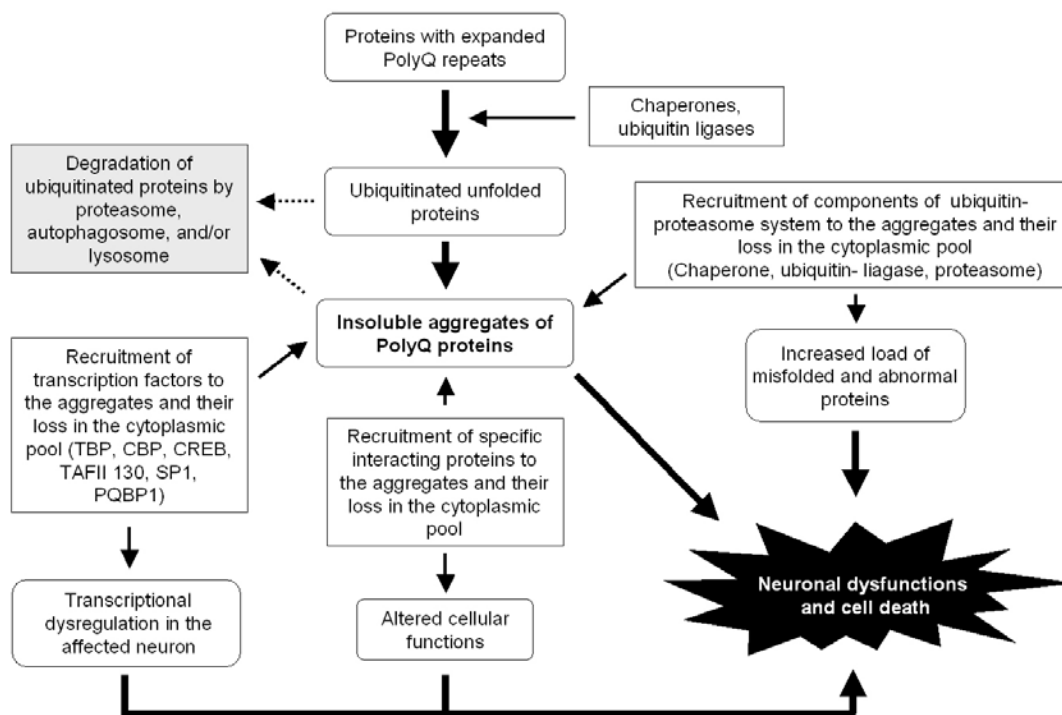 Proteins with expanded
PolyQ repeats
Chaperones,
ubiquitin ligases
Degradation of
ubiquitinated proteins by
proteasome,
autophagosome, and/or
lysosome
Ubiquitinated unfolded
proteins
Recruitment of components of ubiquitin-
proteasome system to the aggregates and their
loss in the cytoplasmic pool
(Chaperone, ubiquitin- liagase, proteasome)
Insoluble aggregates of
PolyQ proteins
Recruitment of
transcription factors to
the aggregates and their
loss in the cytoplasmic
pool (TBP, CBP, CREB,
TAFII 130, SP1,
PQBP1)
Increased load of
misfolded and abnormal
proteins
Recruitment of specific
interacting proteins to
the aggregates and their
loss in the cytoplasmic
pool
Neuronal dysfunctions
and cell death
Transcriptional
dysregulation in the
affected neuron
Altered cellular
functions